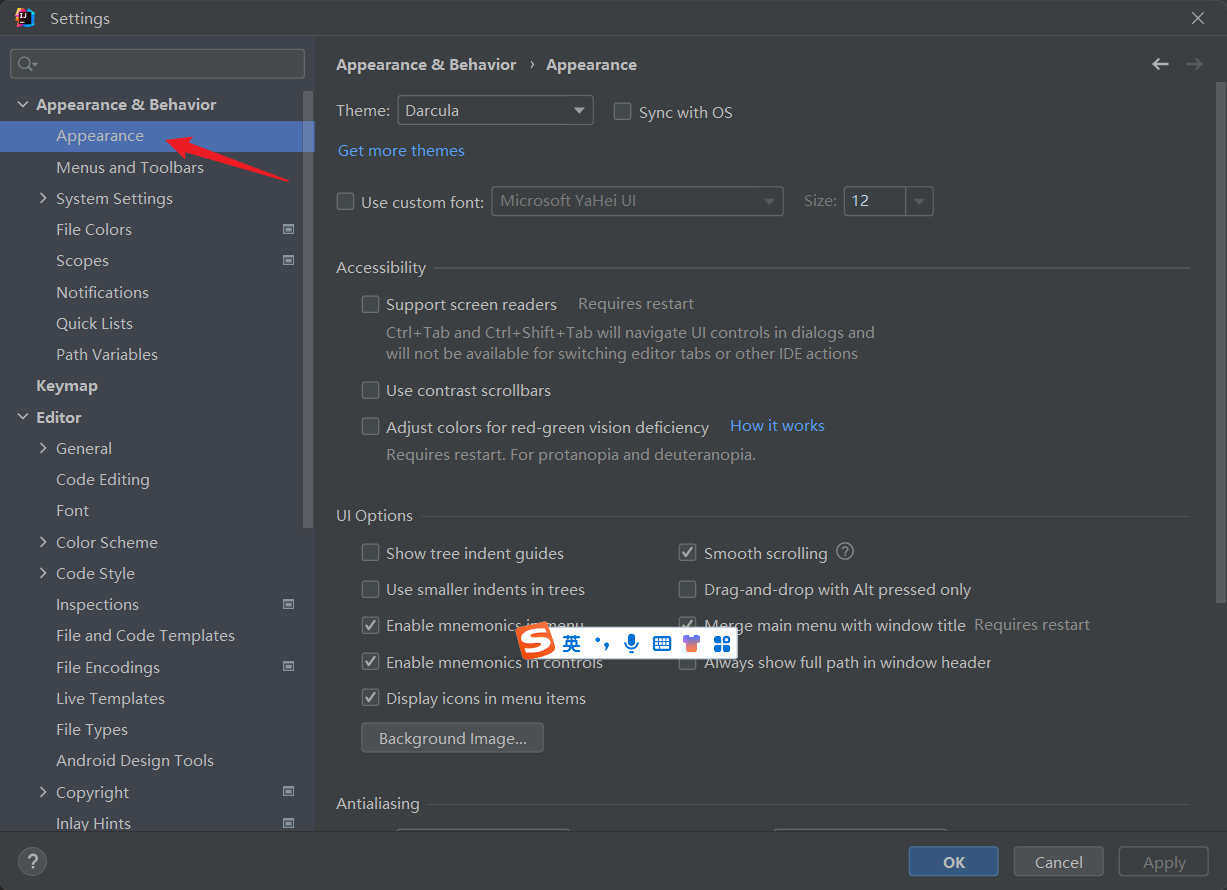 Settings
Appearance & Behavior
Appearance
Menus and Toolbars
System Settings
File Colors
Scopes
Notifications
Quick Lists
Path Variables
Keymap
Editor
General
Code Editing
Font
Color Scheme
Code Style
Inspections
File and Code Templates
File Encodings
Live Templates
File Types
Android Design Tools
Copyright
Inlay Hints
Appearance & Behavior › Appearance
Theme: Darcula Sync with OS
Get more themes
Use custom font: Microsoft YaHei UI Size: 12
Accessibility
Support screen readers Requires restart
Ctrl+Tab and Ctrl+Shift+Tab will navigate UI controls in dialogs and
will not be available for switching editor tabs or other IDE actions
Use contrast scrollbars
Adjust colors for red-green vision deficiency How it works
Requires restart. For protanopia and deuteranopia.
UI Options
Show tree indent guides Smooth scrolling ?
Use smaller indents in trees Drag-and-drop with Alt pressed only
Enable mnemonics in menu Merge main menu with window title Requires restart
S 英
Enable mnemonics in controls Always show full path in window header
Display icons in menu items
Background Image...
Antialiasing
? OK Cancel Apply